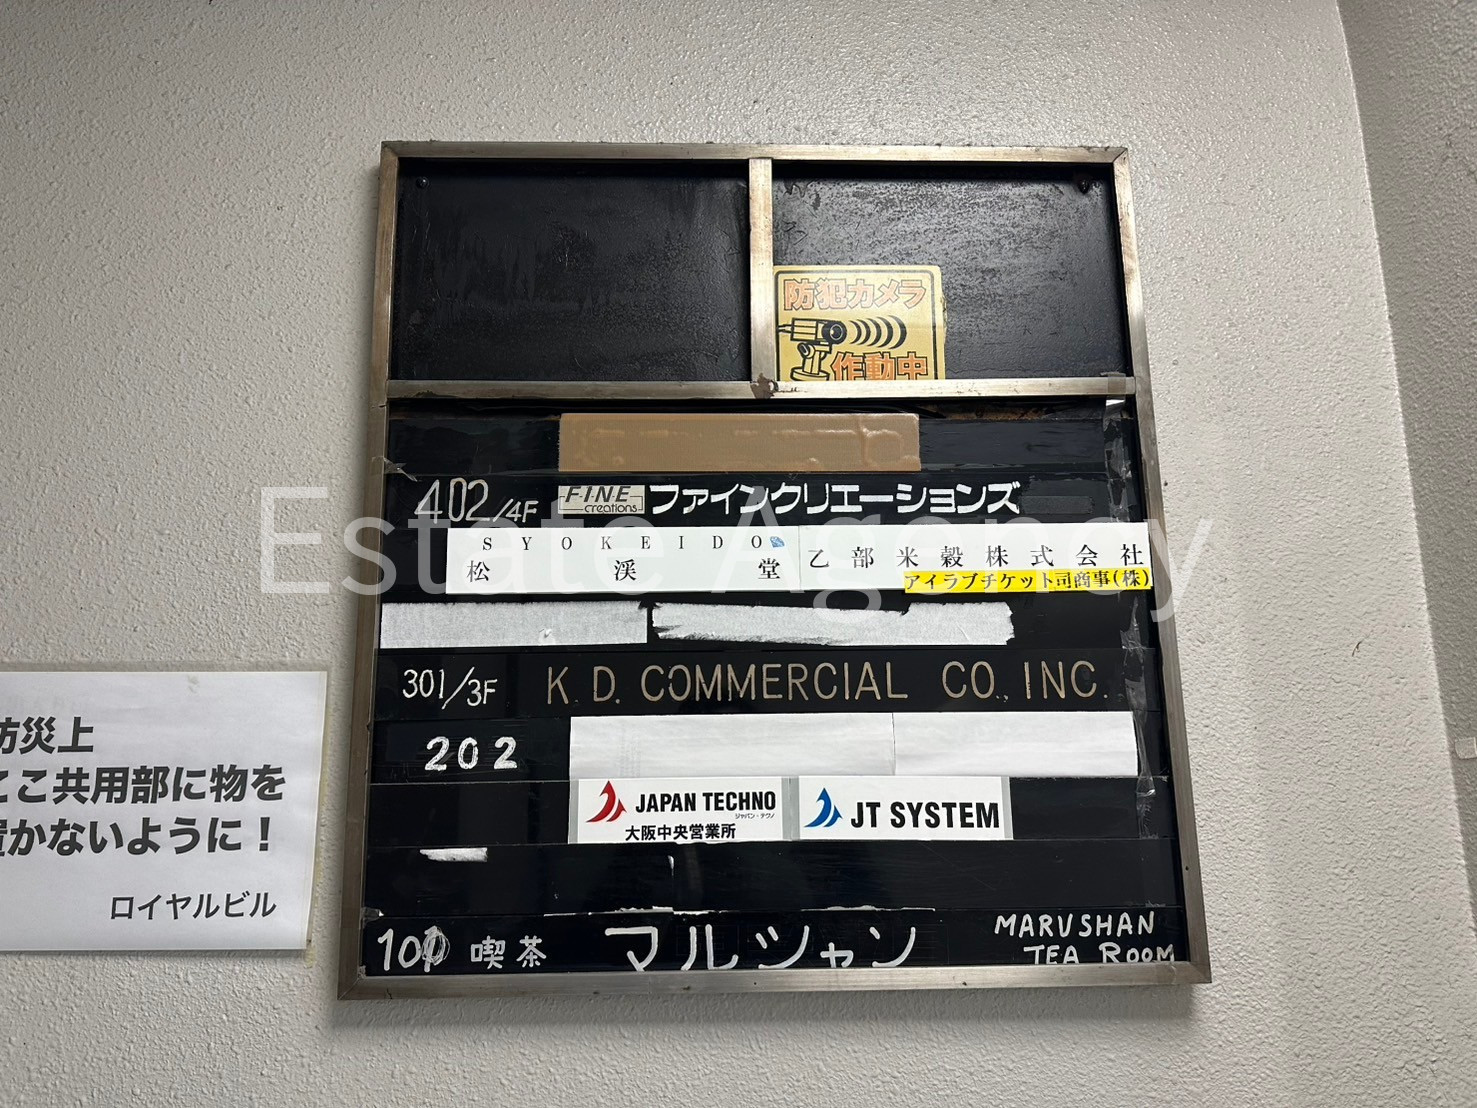 防犯カメラ
作動中
402/4F F·I·N·E creations ファインクリエーションズ
SYOKEIDO
松渓堂
乙部米穀株式会社
アイラブチケット司商事(株)
Estate Agency
301/3F K.D. COMMERCIAL CO., INC.
202
JAPAN TECHNO
ジャパン・テクノ
大阪中央営業所
JT SYSTEM
喫茶 マルシャン MARUSHAN
TEA ROOM
防災上
ここ共用部に物を
置かないように!
ロイヤルビル